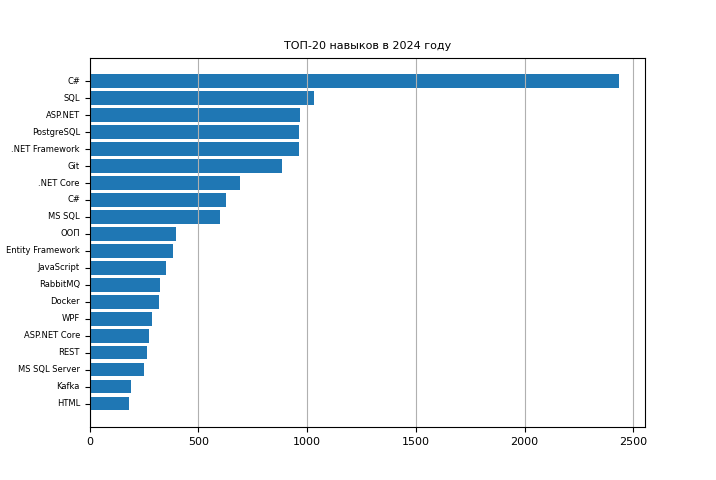 ТОП-20 навыков в 2024 году
C#
SQL
ASP.NET
PostgreSQL
.NET Framework
Git
.NET Core
C#
MS SQL
ООП
Entity Framework
JavaScript
RabbitMQ
Docker
WPF
ASP.NET Core
REST
MS SQL Server
Kafka
HTML
0 500 1000 1500 2000 2500